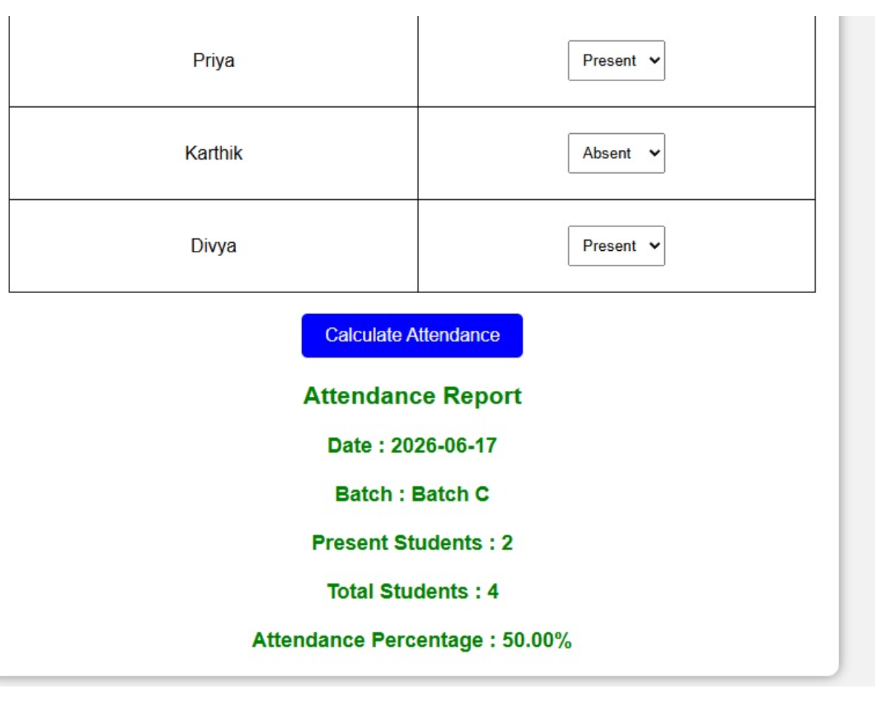 Priya Present
Karthik Absent
Divya Present
Calculate Attendance
Attendance Report
Date : 2026-06-17
Batch : Batch C
Present Students : 2
Total Students : 4
Attendance Percentage : 50.00%